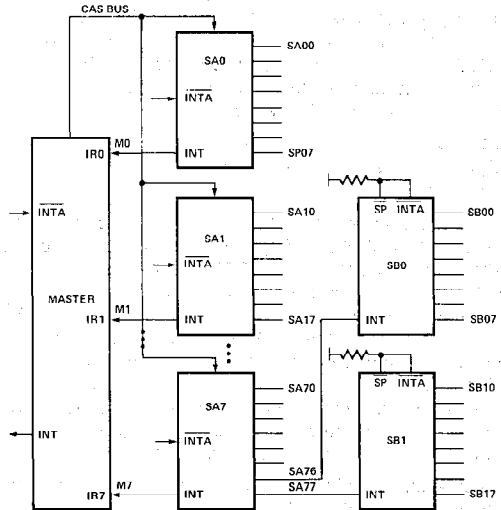 CAS BUS
SA0
SA00
INTA
INT
SP07
M0
IR0
INTA
MASTER
M1
IR1
SA1
SA10
INTA
INT
SA17
SP
INTA
SB0
SB00
INT
SB07
SA7
SA70
INTA
SA76
INT
SA77
INT
M7
IR7
SP
INTA
SB1
SB10
INT
SB17